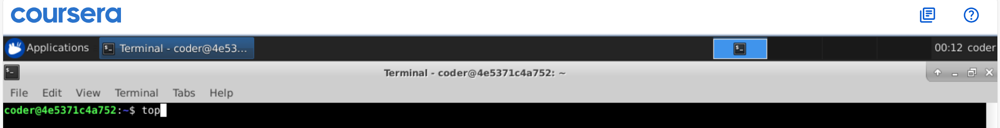 coursera
Applications Terminal - coder@4e53... 00:12 coder
Terminal - coder@4e5371c4a752: ~
File Edit View Terminal Tabs Help
coder@4e5371c4a752:~$ top